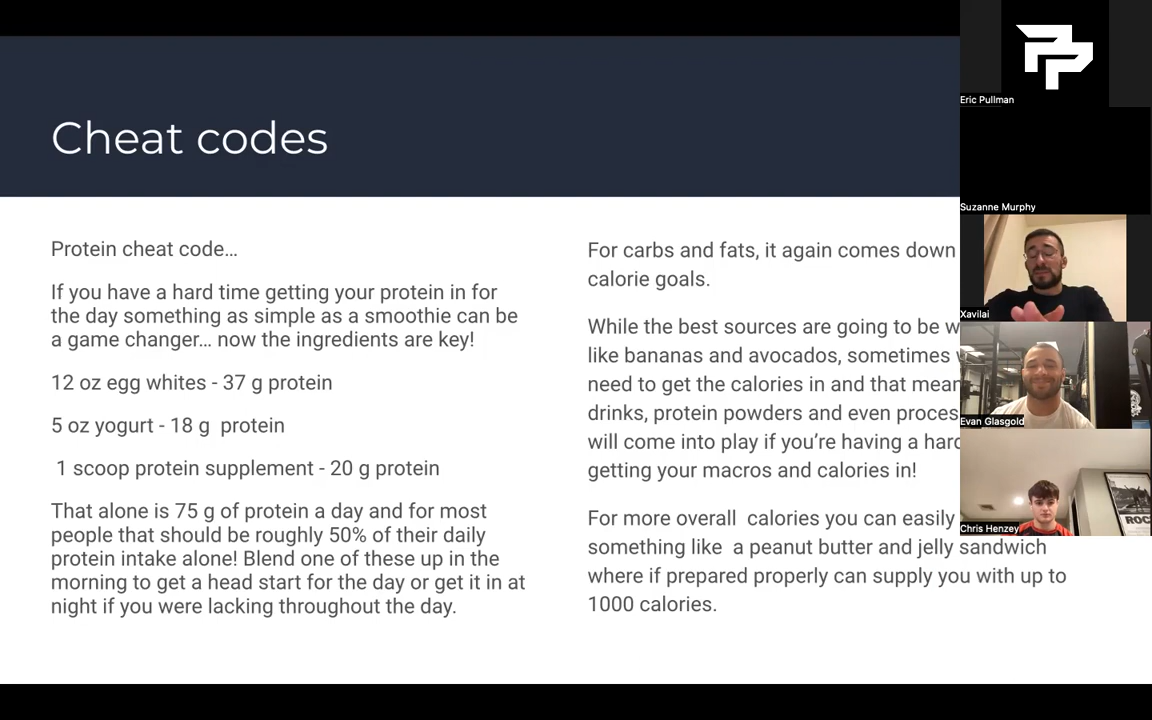 Cheat codes
Protein cheat code…
If you have a hard time getting your protein in for
the day something as simple as a smoothie can be
a game changer… now the ingredients are key!
12 oz egg whites - 37 g protein
5 oz yogurt - 18 g  protein
1 scoop protein supplement - 20 g protein
That alone is 75 g of protein a day and for most
people that should be roughly 50% of their daily
protein intake alone! Blend one of these up in the
morning to get a head start for the day or get it in at
night if you were lacking throughout the day.
For carbs and fats, it again comes down
calorie goals.
While the best sources are going to be
like bananas and avocados, sometimes
need to get the calories in and that
drinks, protein powders and even
will come into play if you’re having a
getting your macros and calories in!
For more overall  calories you can easily
something like  a peanut butter and jelly sandwich
where if prepared properly can supply you with up to
1000 calories.
Eric Pullman
Suzanne Murphy
Xavilai
Evan Glasgold
Chris Henzey
ROC